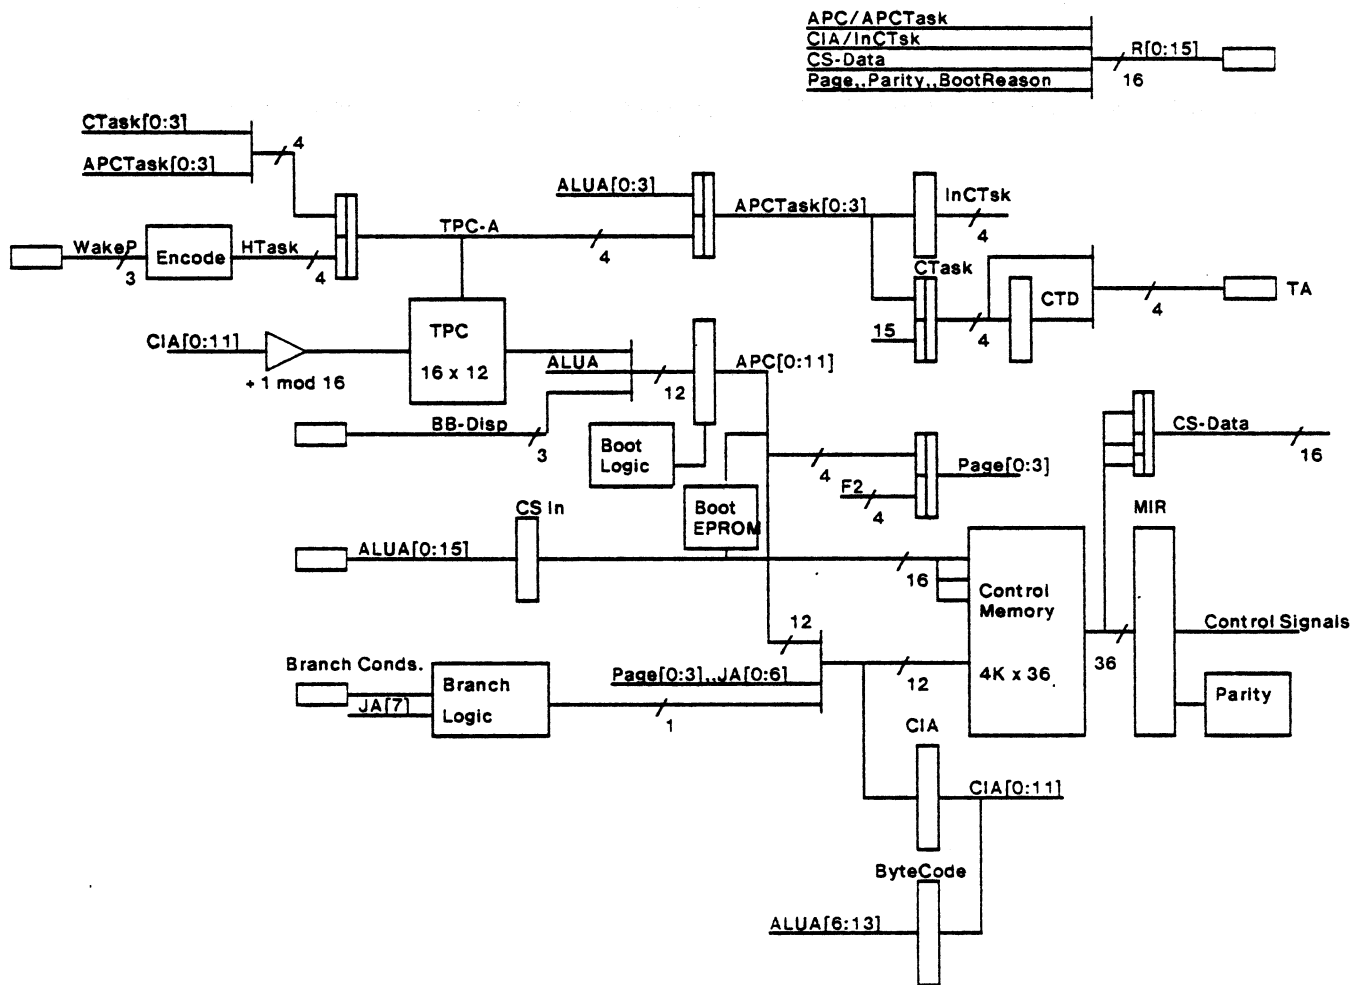 APC/APCTask
CIA/InCTsk
CS-Data
Page,,Parity,,BootReason
R[0:15]
16
CTask[0:3]
APCTask[0:3]
4
WakeP
3
Encode
HTask
4
TPC-A
4
ALUA[0:3]
APCTask[0:3]
InCTsk
4
CTask
15
4
CTD
4
TA
CIA[0:11]
+ 1 mod 16
TPC
16 x 12
ALUA
12
APC[0:11]
BB-Disp
3
Boot
Logic
Boot
EPROM
4
F2
4
Page[0:3]
CS-Data
16
CS In
ALUA[0:15]
16
Control
Memory
4K x 36
MIR
36
Control Signals
Parity
Branch Conds.
JA[7]
Branch
Logic
12
Page[0:3],,JA[0:6]
1
12
CIA
CIA[0:11]
ByteCode
ALUA[6:13]